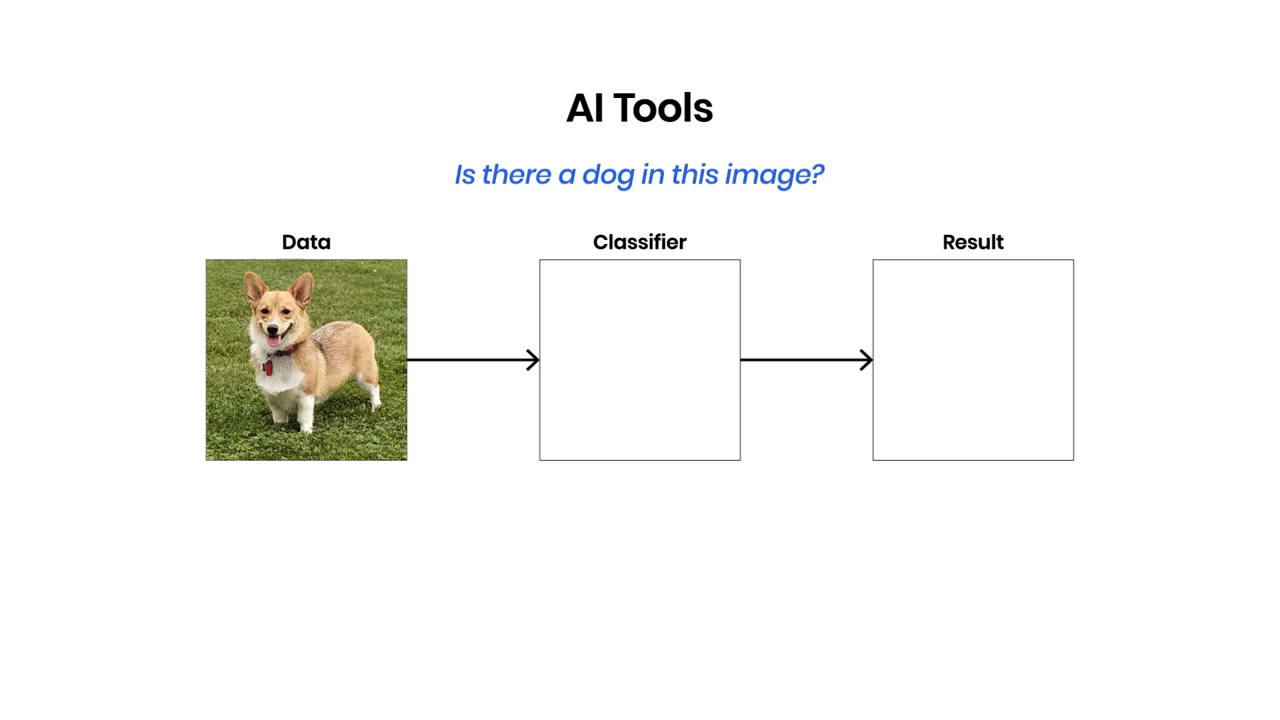 AI Tools
Is there a dog in this image?
Data
Classifier
Result